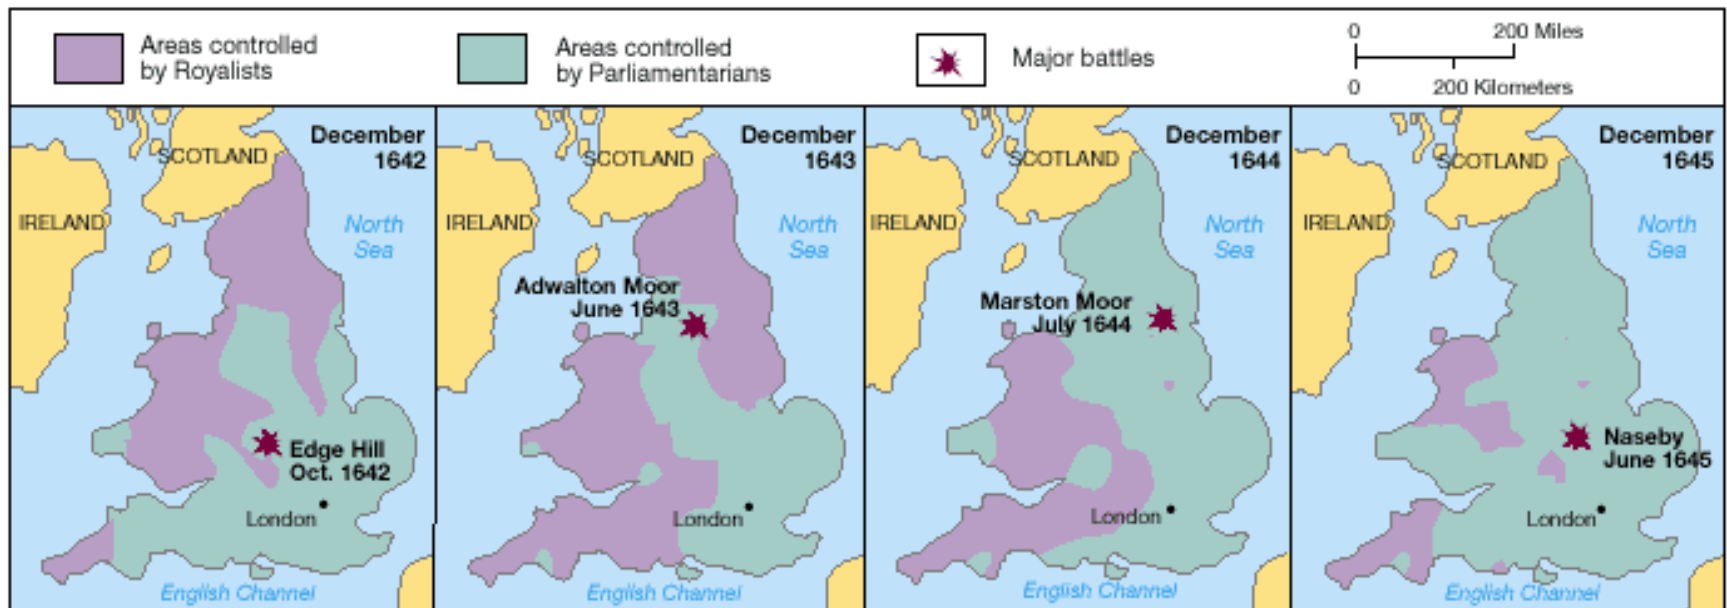 Areas controlled
by Royalists
Areas controlled
by Parliamentarians
Major battles
0
200 Miles
0
200 Kilometers
December
1642
SCOTLAND
IRELAND
North
Sea
Edge Hill
Oct. 1642
London
English Channel
December
1643
SCOTLAND
IRELAND
North
Sea
Adwalton Moor
June 1643
London
English Channel
December
1644
SCOTLAND
IRELAND
North
Sea
Marston Moor
July 1644
London
English Channel
December
1645
SCOTLAND
IRELAND
North
Sea
Naseby
June 1645
London
English Channel